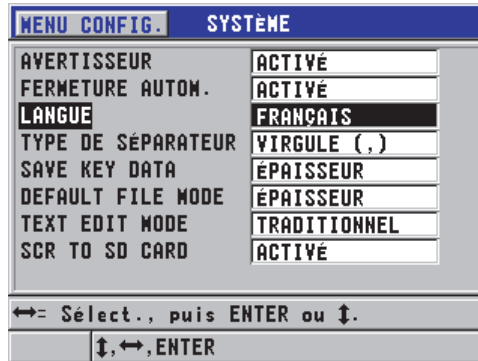 MENU CONFIG. SYSTÈME
AVERTISSEUR ACTIVÉ
FERMETURE AUTOM. ACTIVÉ
LANGUE FRANÇAIS
TYPE DE SÉPARATEUR VIRGULE (,)
SAVE KEY DATA ÉPAISSEUR
DEFAULT FILE MODE ÉPAISSEUR
TEXT EDIT MODE TRADITIONNEL
SCR TO SD CARD ACTIVÉ
↔= Sélect., puis ENTER ou ↕.
↕,↔,ENTER